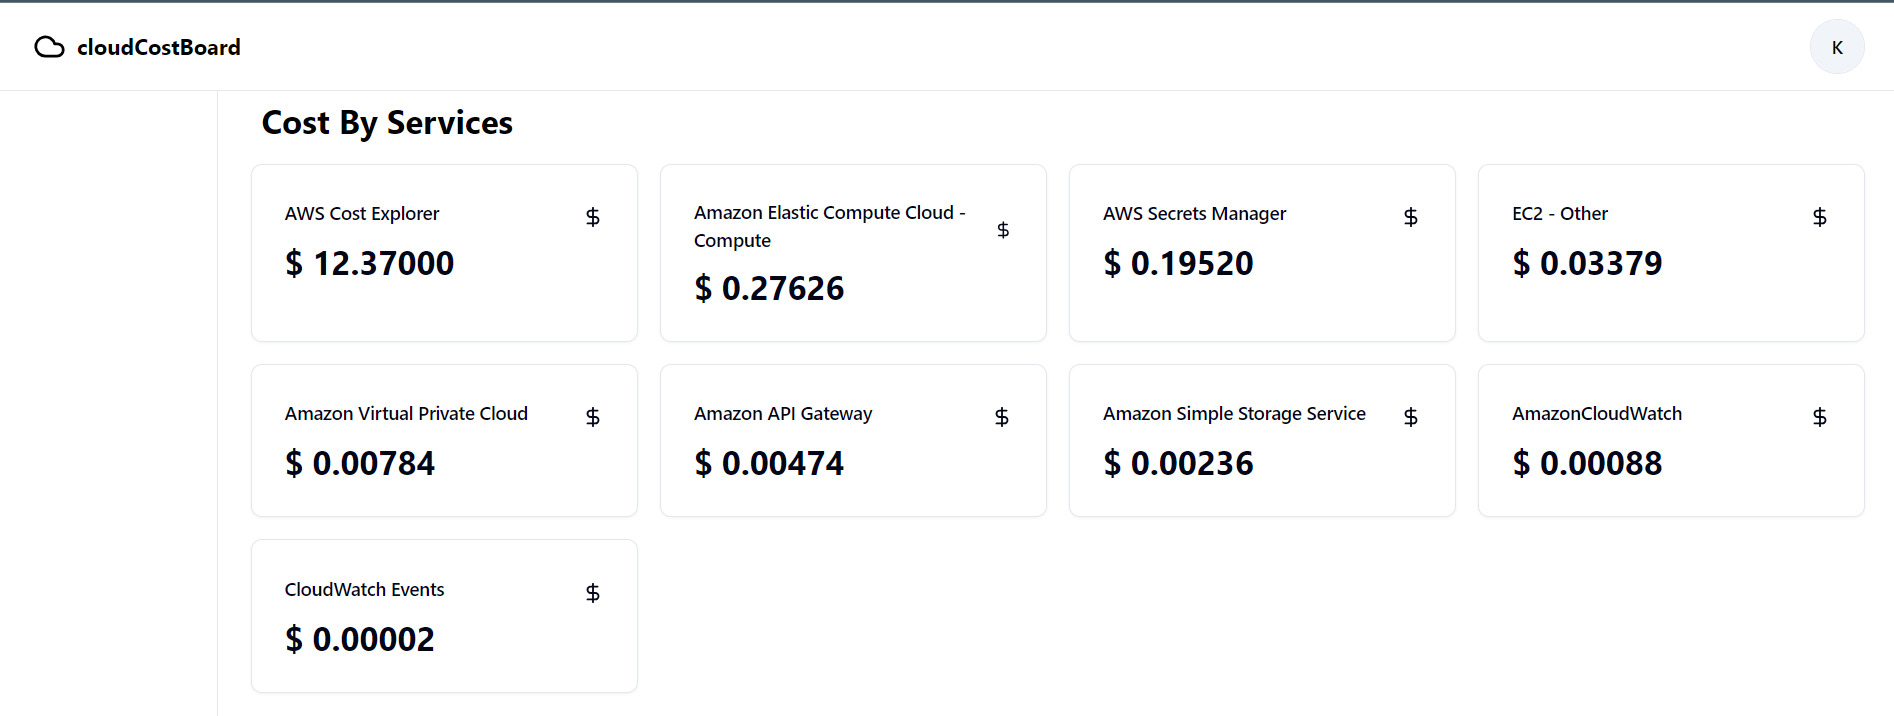 cloudCostBoard
K
Cost By Services
AWS Cost Explorer
$
$ 12.37000
Amazon Elastic Compute Cloud -
Compute
$
$ 0.27626
AWS Secrets Manager
$
$ 0.19520
EC2 - Other
$
$ 0.03379
Amazon Virtual Private Cloud
$
$ 0.00784
Amazon API Gateway
$
$ 0.00474
Amazon Simple Storage Service
$
$ 0.00236
AmazonCloudWatch
$
$ 0.00088
CloudWatch Events
$
$ 0.00002